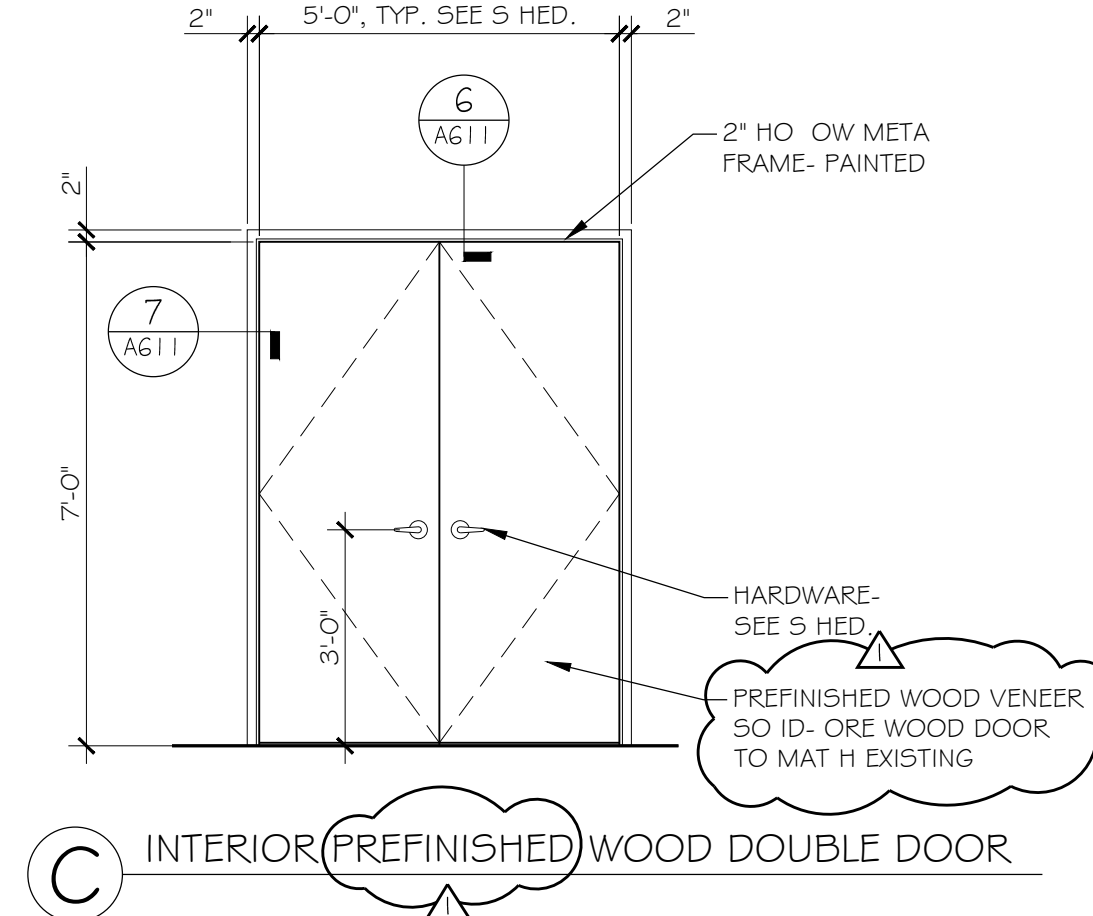 2" 5'-0", TYP. SEE S HED. 2"
6
A611
2" HO OW META
FRAME- PAINTED
2"
7
A611
7'-0"
3'-0"
HARDWARE-
SEE S HED.
1
PREFINISHED WOOD VENEER
SO ID- ORE WOOD DOOR
TO MAT H EXISTING
C INTERIOR PREFINISHED WOOD DOUBLE DOOR
1